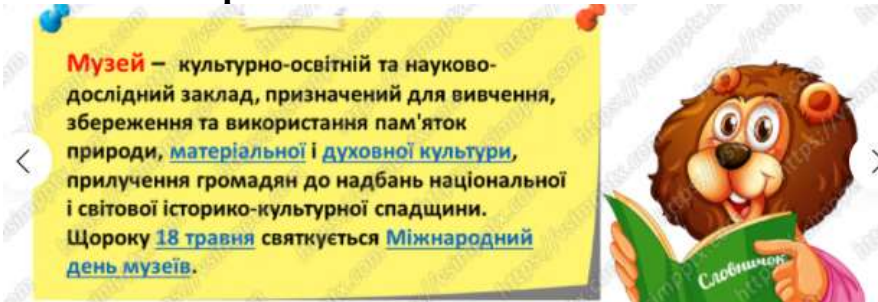 Музей – культурно-освітній та науково-
дослідний заклад, призначений для вивчення,
збереження та використання пам'яток
природи, матеріальної і духовної культури,
прилучення громадян до надбань національної
і світової історико-культурної спадщини.
Щороку 18 травня святкується Міжнародний
день музеїв.
Словничок